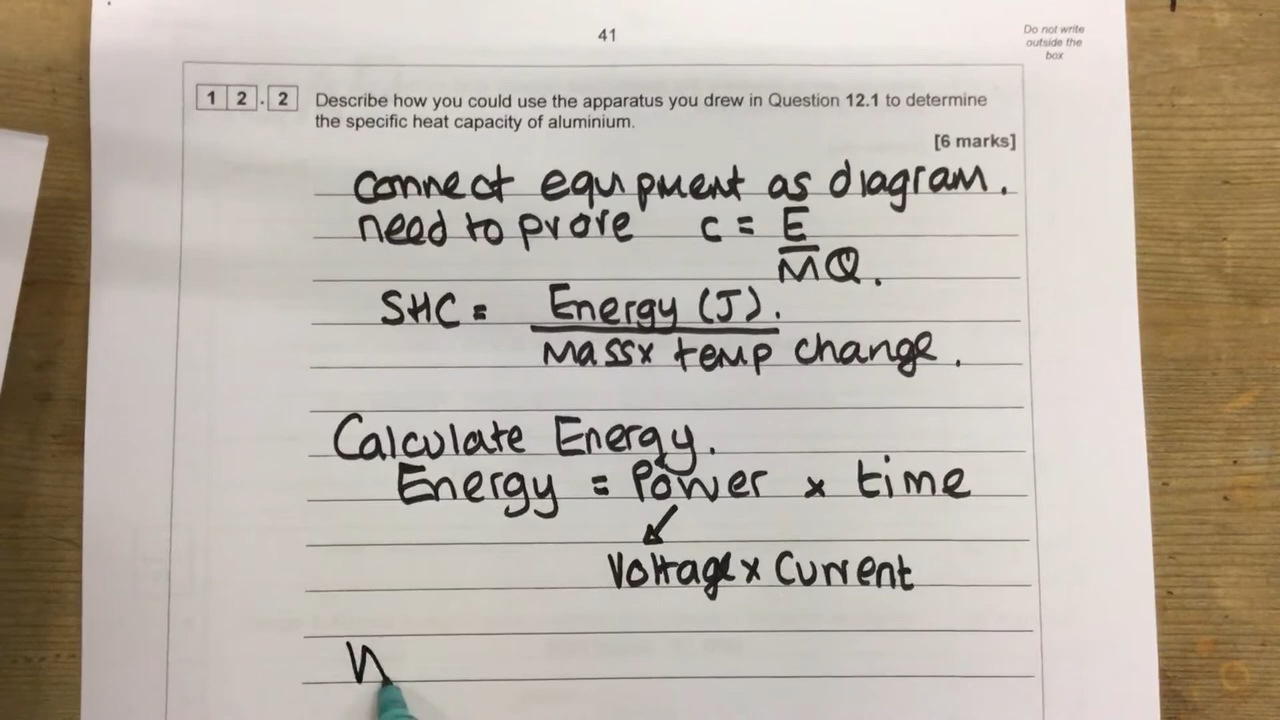 41
Do not write
outside the
box
1 2 . 2 Describe how you could use the apparatus you drew in Question 12.1 to determine
the specific heat capacity of aluminium.
[6 marks]
connect equipment as diagram.
need to prove c = E
MQ.
SHC = Energy (J).
Mass x temp change.
Calculate Energy.
Energy = Power x time
Voltage x Current